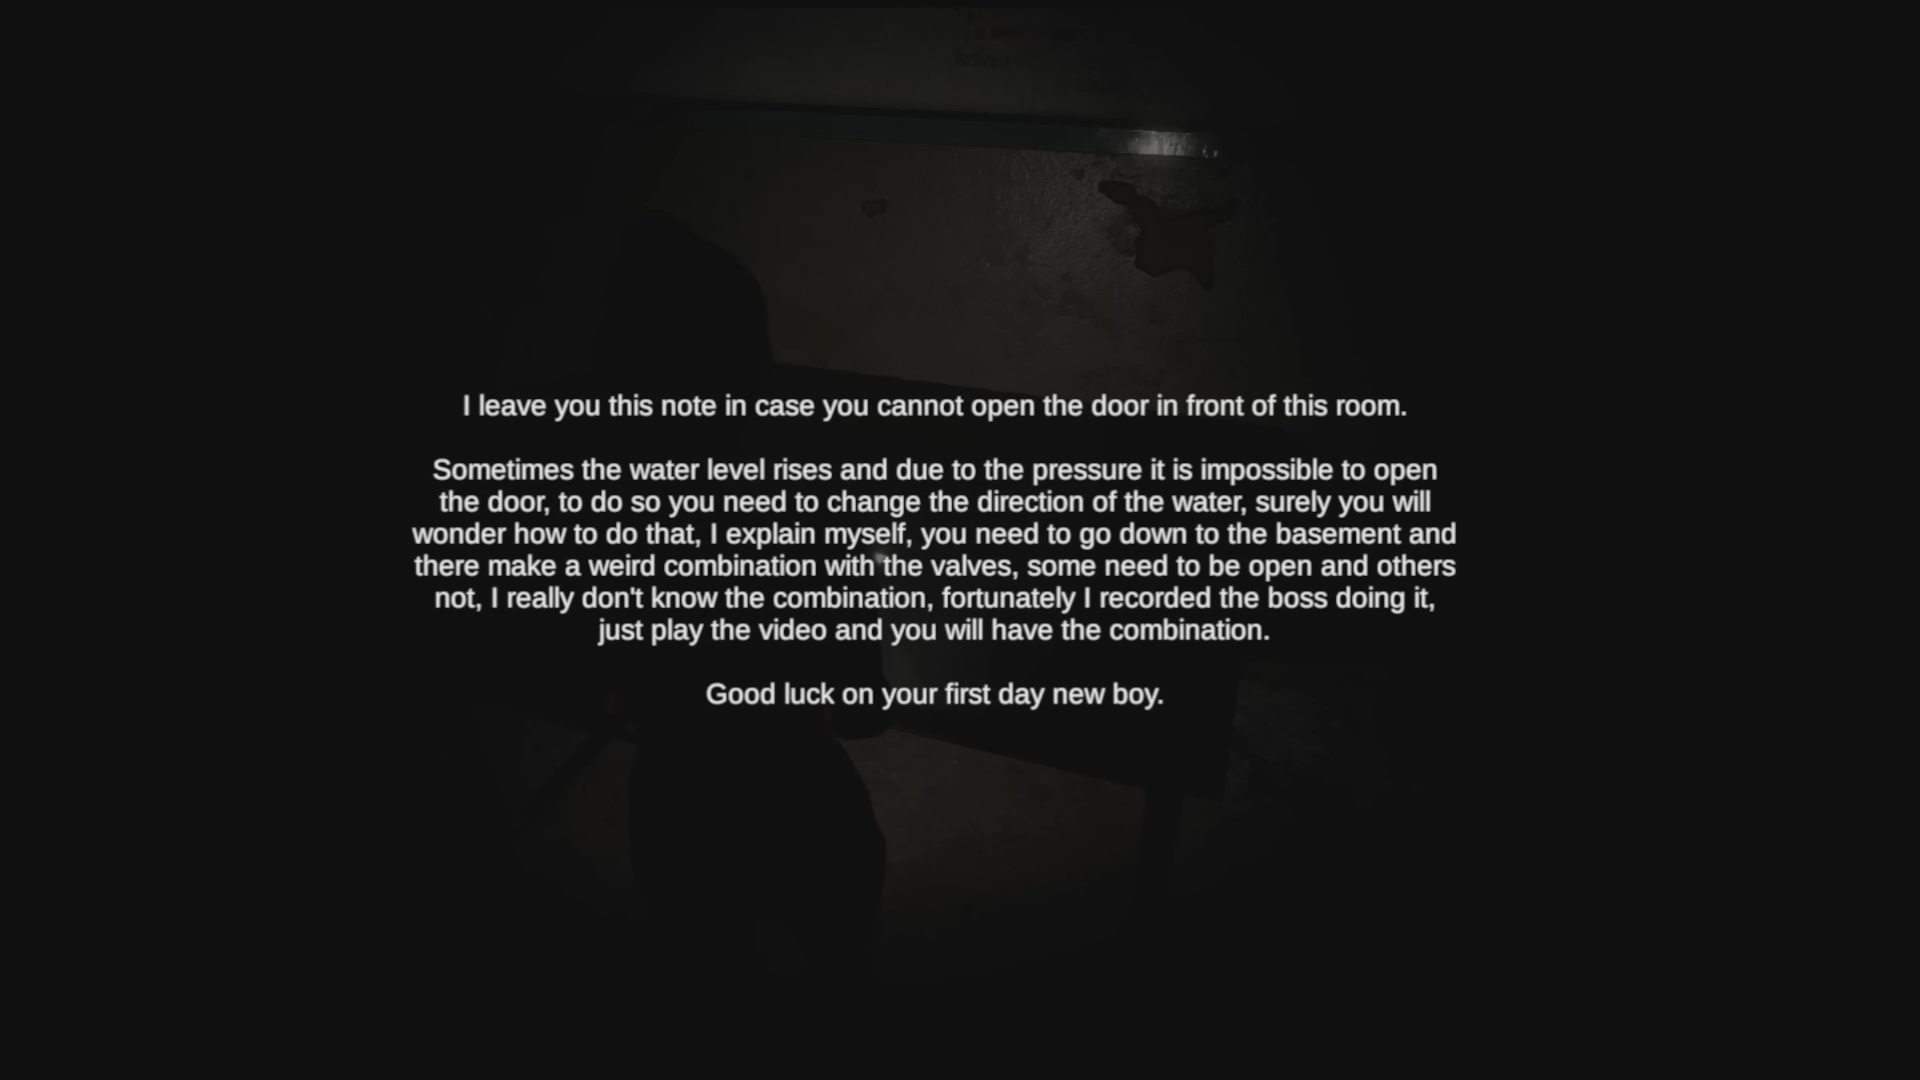 I leave you this note in case you cannot open the door in front of this room.
Sometimes the water level rises and due to the pressure it is impossible to open
the door, to do so you need to change the direction of the water, surely you will
wonder how to do that, I explain myself, you need to go down to the basement and
there make a weird combination with the valves, some need to be open and others
not, I really don't know the combination, fortunately I recorded the boss doing it,
just play the video and you will have the combination.
Good luck on your first day new boy.